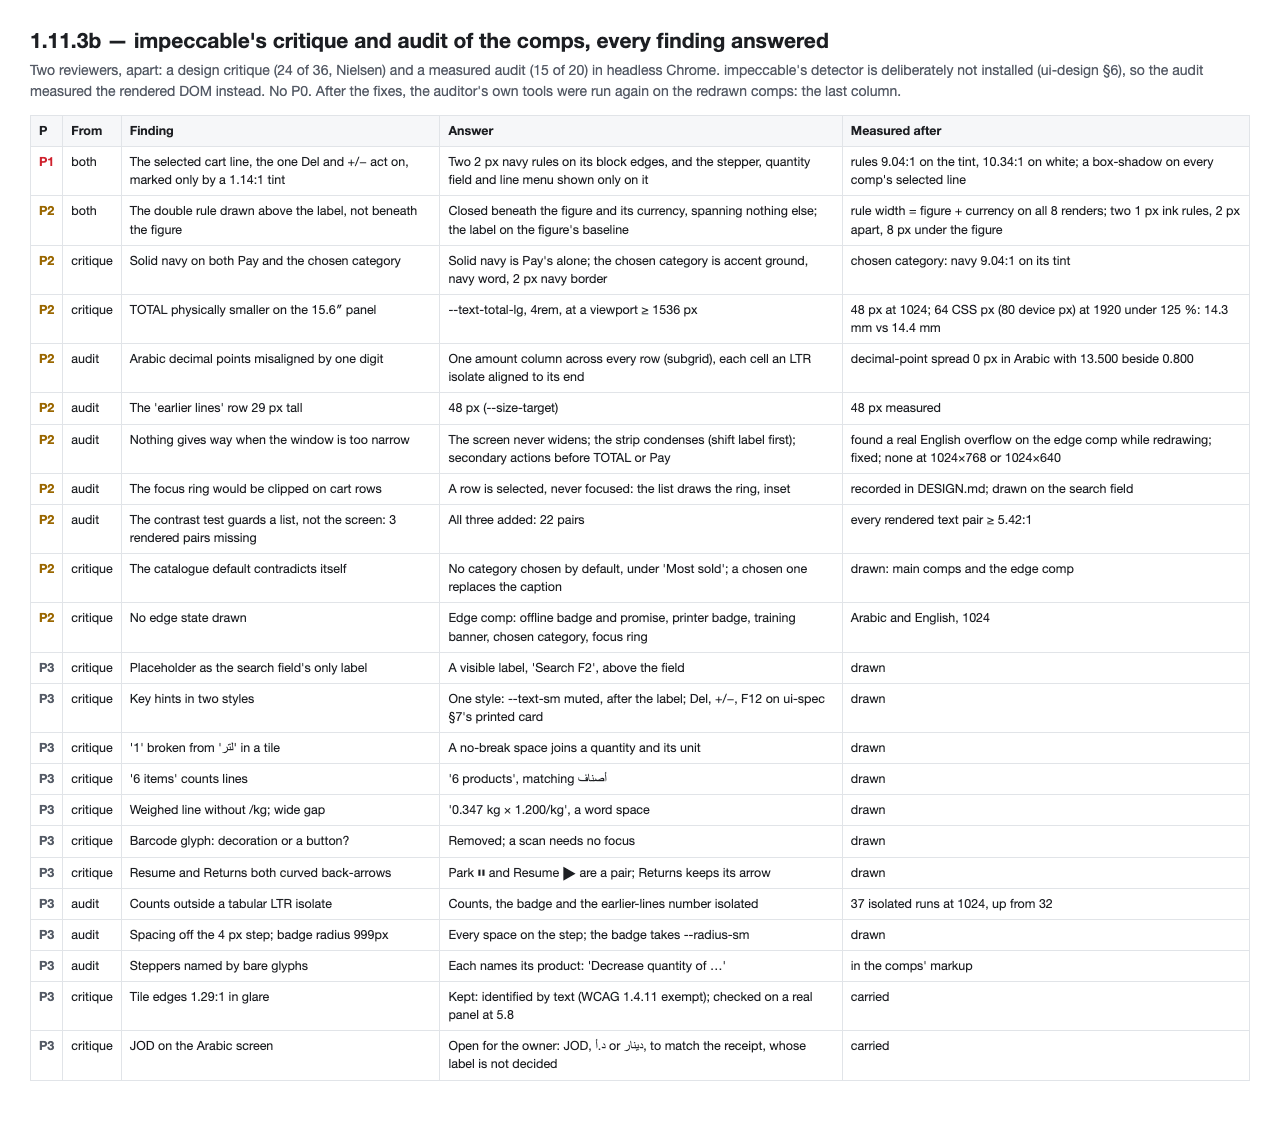 1.11.3b — impeccable's critique and audit of the comps, every finding answered
Two reviewers, apart: a design critique (24 of 36, Nielsen) and a measured audit (15 of 20) in headless Chrome. impeccable's detector is deliberately not installed (ui-design §6), so the audit
measured the rendered DOM instead. No P0. After the fixes, the auditor's own tools were run again on the redrawn comps: the last column.
P From Finding Answer Measured after
P1 both The selected cart line, the one Del and +/− act on, Two 2 px navy rules on its block edges, and the stepper, quantity rules 9.04:1 on the tint, 10.34:1 on white; a box-shadow on every
marked only by a 1.14:1 tint field and line menu shown only on it comp's selected line
P2 both The double rule drawn above the label, not beneath Closed beneath the figure and its currency, spanning nothing else; rule width = figure + currency on all 8 renders; two 1 px ink rules, 2 px
the figure the label on the figure's baseline apart, 8 px under the figure
P2 critique Solid navy on both Pay and the chosen category Solid navy is Pay's alone; the chosen category is accent ground, chosen category: navy 9.04:1 on its tint
navy word, 2 px navy border
P2 critique TOTAL physically smaller on the 15.6″ panel --text-total-lg, 4rem, at a viewport ≥ 1536 px 48 px at 1024; 64 CSS px (80 device px) at 1920 under 125 %: 14.3
mm vs 14.4 mm
P2 audit Arabic decimal points misaligned by one digit One amount column across every row (subgrid), each cell an LTR decimal-point spread 0 px in Arabic with 13.500 beside 0.800
isolate aligned to its end
P2 audit The 'earlier lines' row 29 px tall 48 px (--size-target) 48 px measured
P2 audit Nothing gives way when the window is too narrow The screen never widens; the strip condenses (shift label first); found a real English overflow on the edge comp while redrawing;
secondary actions before TOTAL or Pay fixed; none at 1024×768 or 1024×640
P2 audit The focus ring would be clipped on cart rows A row is selected, never focused: the list draws the ring, inset recorded in DESIGN.md; drawn on the search field
P2 audit The contrast test guards a list, not the screen: 3 All three added: 22 pairs every rendered text pair ≥ 5.42:1
rendered pairs missing
P2 critique The catalogue default contradicts itself No category chosen by default, under 'Most sold'; a chosen one drawn: main comps and the edge comp
replaces the caption
P2 critique No edge state drawn Edge comp: offline badge and promise, printer badge, training Arabic and English, 1024
banner, chosen category, focus ring
P3 critique Placeholder as the search field's only label A visible label, 'Search F2', above the field drawn
P3 critique Key hints in two styles One style: --text-sm muted, after the label; Del, +/−, F12 on ui-spec drawn
§7's printed card
P3 critique '1' broken from 'لتر' in a tile A no-break space joins a quantity and its unit drawn
P3 critique '6 items' counts lines '6 products', matching أصناف drawn
P3 critique Weighed line without /kg; wide gap '0.347 kg × 1.200/kg', a word space drawn
P3 critique Barcode glyph: decoration or a button? Removed; a scan needs no focus drawn
P3 critique Resume and Returns both curved back-arrows Park ⏸ and Resume ▶ are a pair; Returns keeps its arrow drawn
P3 audit Counts outside a tabular LTR isolate Counts, the badge and the earlier-lines number isolated 37 isolated runs at 1024, up from 32
P3 audit Spacing off the 4 px step; badge radius 999px Every space on the step; the badge takes --radius-sm drawn
P3 audit Steppers named by bare glyphs Each names its product: 'Decrease quantity of …' in the comps' markup
P3 critique Tile edges 1.29:1 in glare Kept: identified by text (WCAG 1.4.11 exempt); checked on a real carried
panel at 5.8
P3 critique JOD on the Arabic screen Open for the owner: JOD, د.أ or دينار, to match the receipt, whose carried
label is not decided